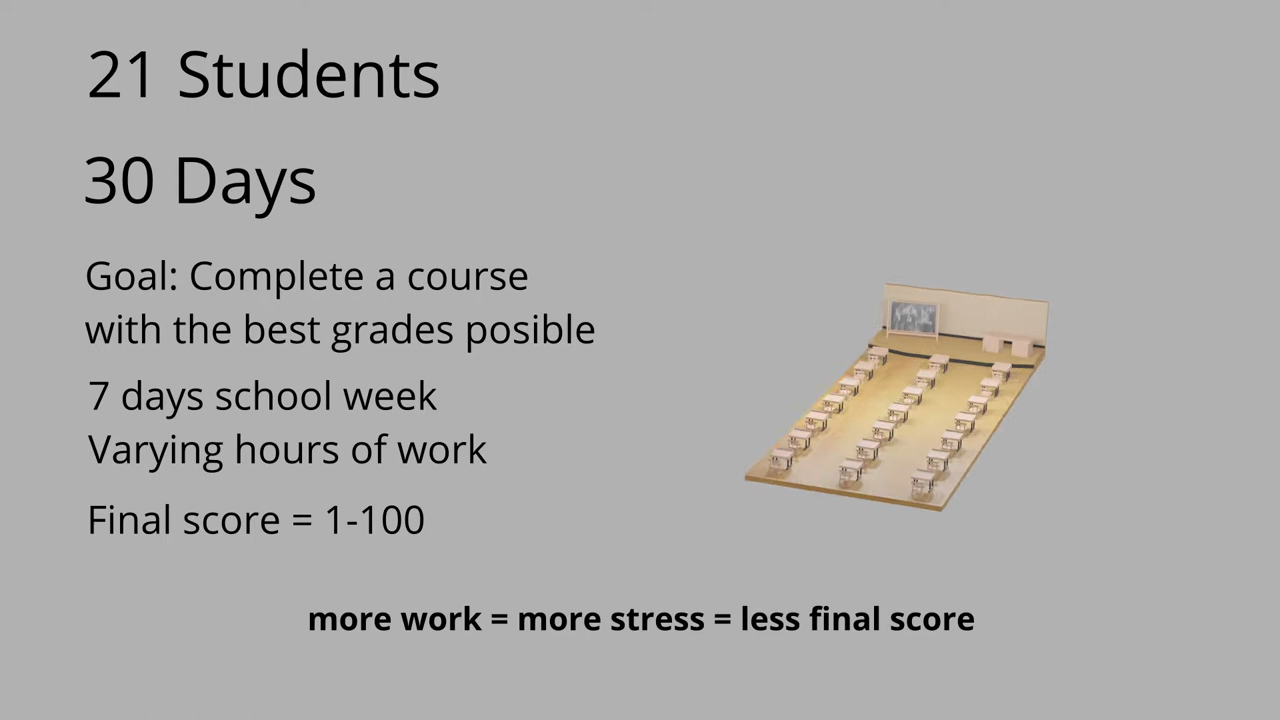 21 Students
30 Days
Goal: Complete a course
with the best grades posible
7 days school week
Varying hours of work
Final score = 1-100
more work = more stress = less final score